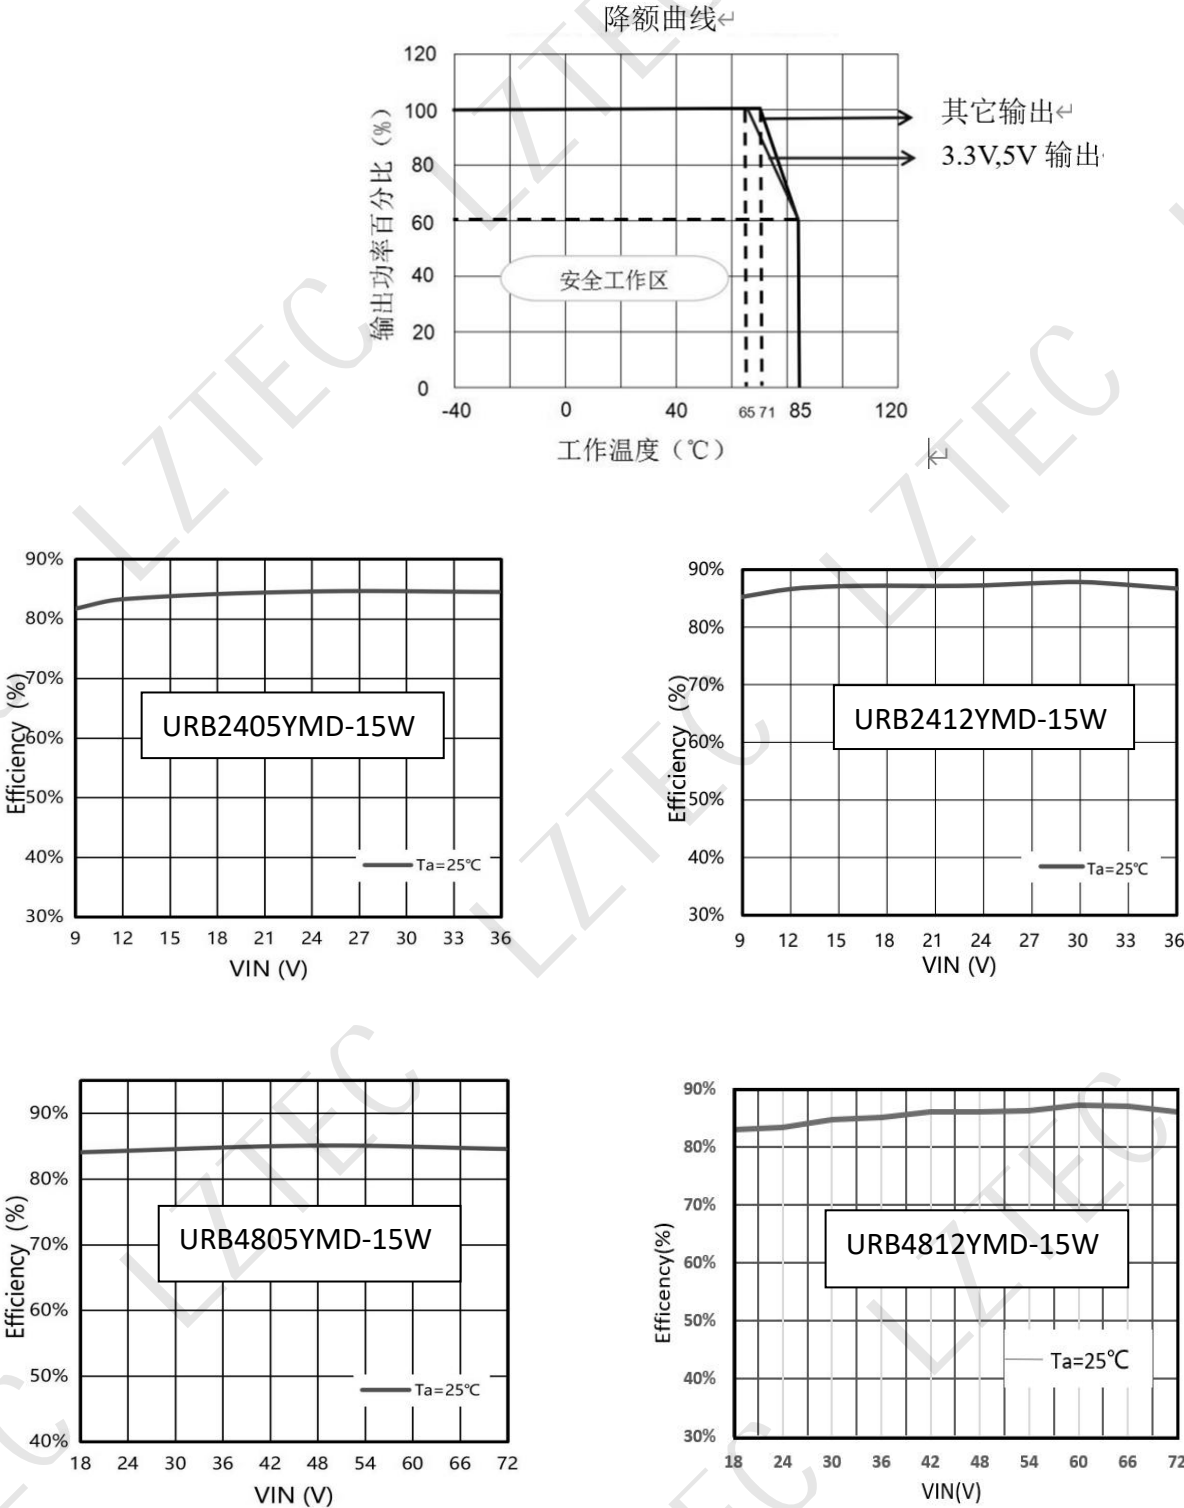 降额曲线↵
120
100
80
60
40
20
0
输出功率百分比（%）
其它输出↵
3.3V,5V 输出
安全工作区
-40 0 40 65 71 85 120
工作温度（℃）
↵
90%
80%
70%
60%
50%
40%
30%
Efficiency (%)
URB2405YMD-15W
Ta=25℃
9 12 15 18 21 24 27 30 33 36
VIN (V)
90%
80%
70%
60%
50%
40%
30%
Efficiency (%)
URB2412YMD-15W
Ta=25℃
9 12 15 18 21 24 27 30 33 36
VIN (V)
90%
80%
70%
60%
50%
40%
Efficiency (%)
URB4805YMD-15W
Ta=25℃
18 24 30 36 42 48 54 60 66 72
VIN (V)
90%
80%
70%
60%
50%
40%
30%
Efficency(%)
URB4812YMD-15W
Ta=25℃
18 24 30 36 42 48 54 60 66 72
VIN(V)
LZTEC
LZTEC
LZTEC
LZTEC
LZTEC
LZTEC